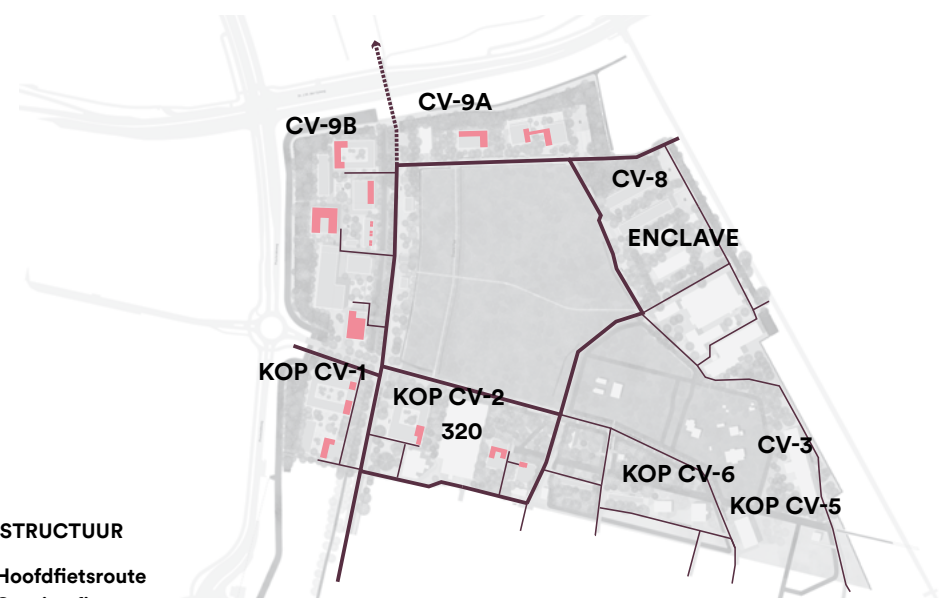 CV-9A
CV-9B
CV-8
ENCLAVE
KOP CV-1
KOP CV-2
320
CV-3
KOP CV-6
KOP CV-5
STRUCTUUR
Hoofdfietsroute